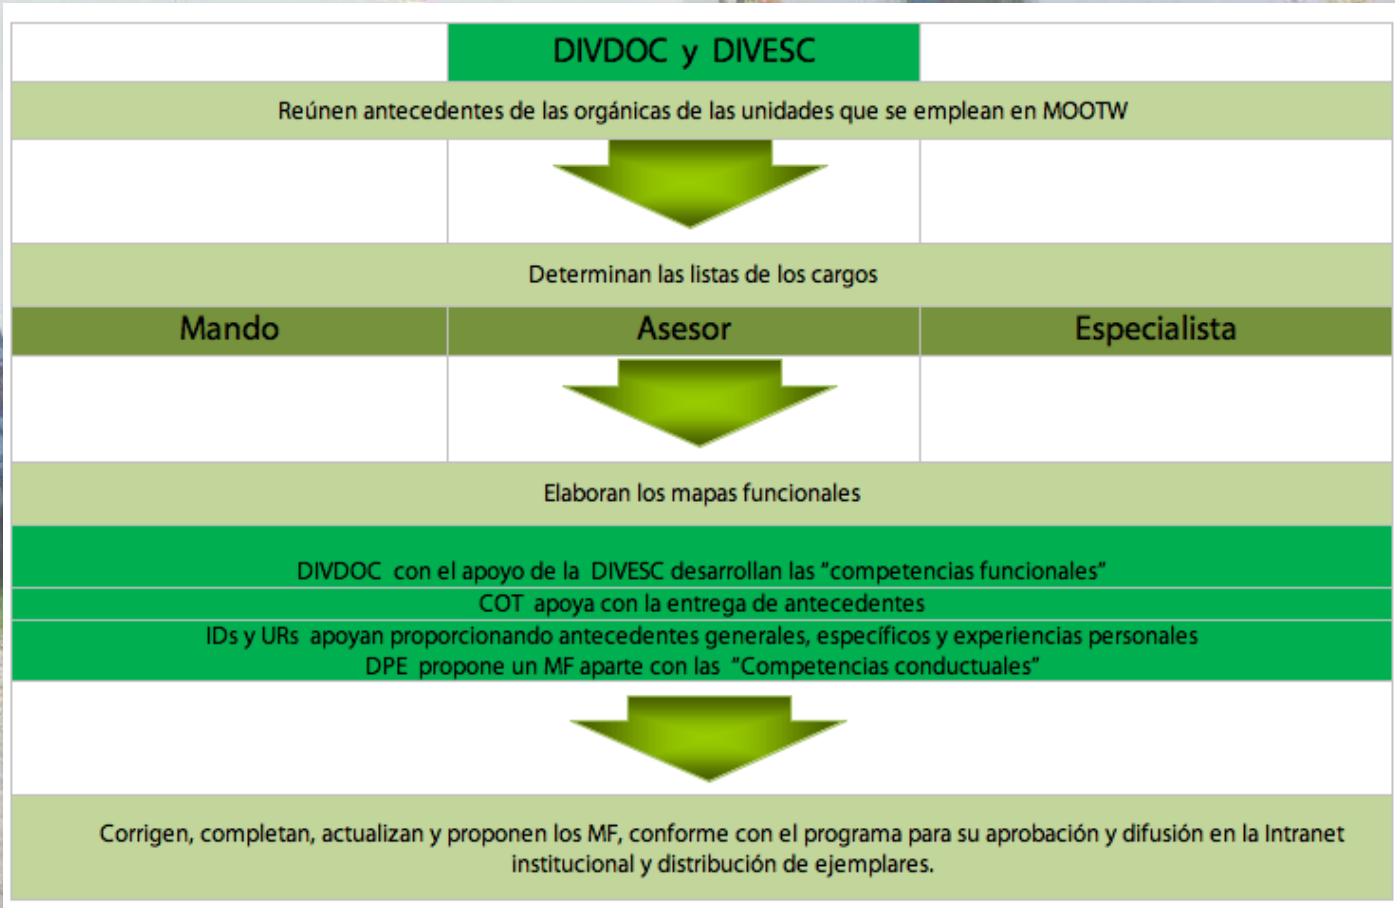 DIVDOC y DIVESC
Reúnen antecedentes de las orgánicas de las unidades que se emplean en MOOTW
Determinan las listas de los cargos
Mando
Asesor
Especialista
Elaboran los mapas funcionales
DIVDOC con el apoyo de la DIVESC desarrollan las "competencias funcionales"
COT apoya con la entrega de antecedentes
IDs y URs apoyan proporcionando antecedentes generales, específicos y experiencias personales
DPE propone un MF aparte con las "Competencias conductuales"
Corrigen, completan, actualizan y proponen los MF, conforme con el programa para su aprobación y difusión en la Intranet
institucional y distribución de ejemplares.